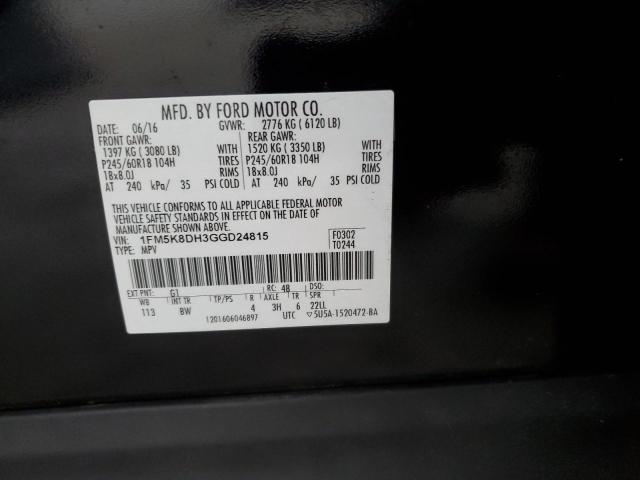 MFD. BY FORD MOTOR CO.
DATE: 06/16 GVWR: 2776 KG ( 6120 LB)
FRONT GAWR: REAR GAWR:
1397 KG ( 3080 LB) WITH 1520 KG ( 3350 LB) WITH
P245/60R18 104H TIRES P245/60R18 104H TIRES
18x8.0J RIMS 18x8.0J RIMS
AT 240 kPa/ 35 PSI COLD AT 240 kPa/ 35 PSI COLD
THIS VEHICLE CONFORMS TO ALL APPLICABLE FEDERAL MOTOR
VEHICLE SAFETY STANDARDS IN EFFECT ON THE DATE OF
MANUFACTURE SHOWN ABOVE.
VIN: 1FM5K8DH3GGD24815 F0302
TYPE: MPV T0244
EXT PNT: G1 RC: 48 DSO:
WB INT TR TP/PS R AXLE TR SPR
113 BW 4 3H 6 22LL
1201606046897 UTC ▽5U5A-1520472-BA